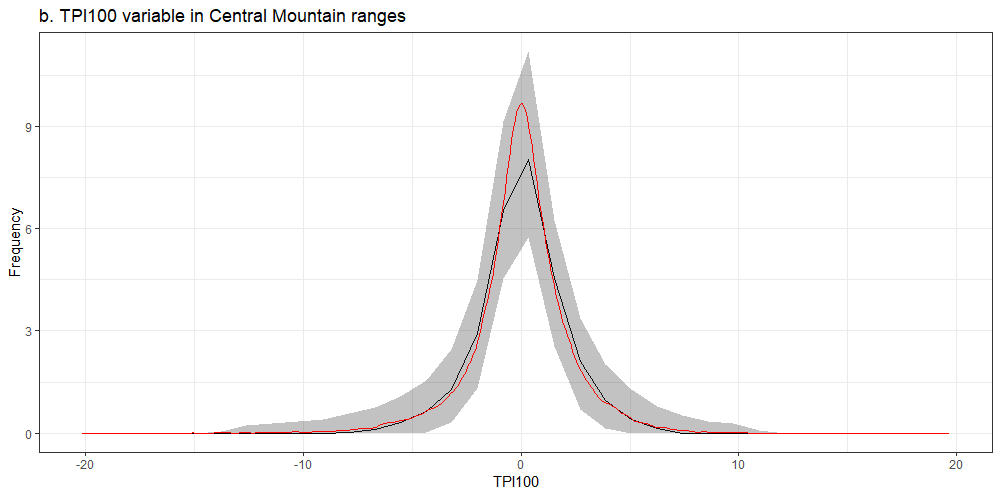 b. TPI100 variable in Central Mountain ranges
Frequency
9
6
3
0
-20 -10 0 10 20
TPI100